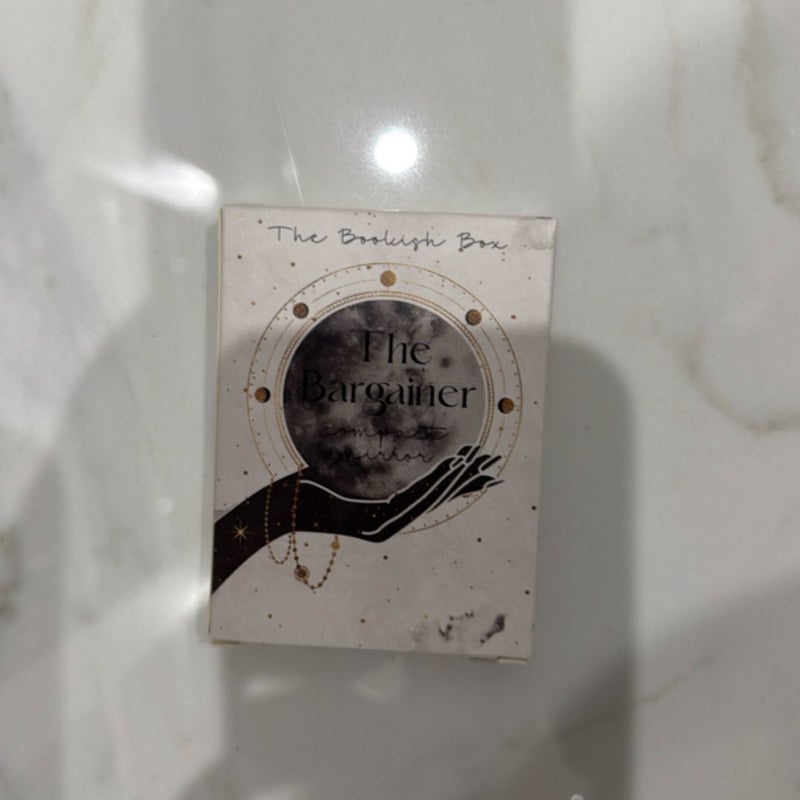 The Bookish Box
The
Bargainer
compact
mirror